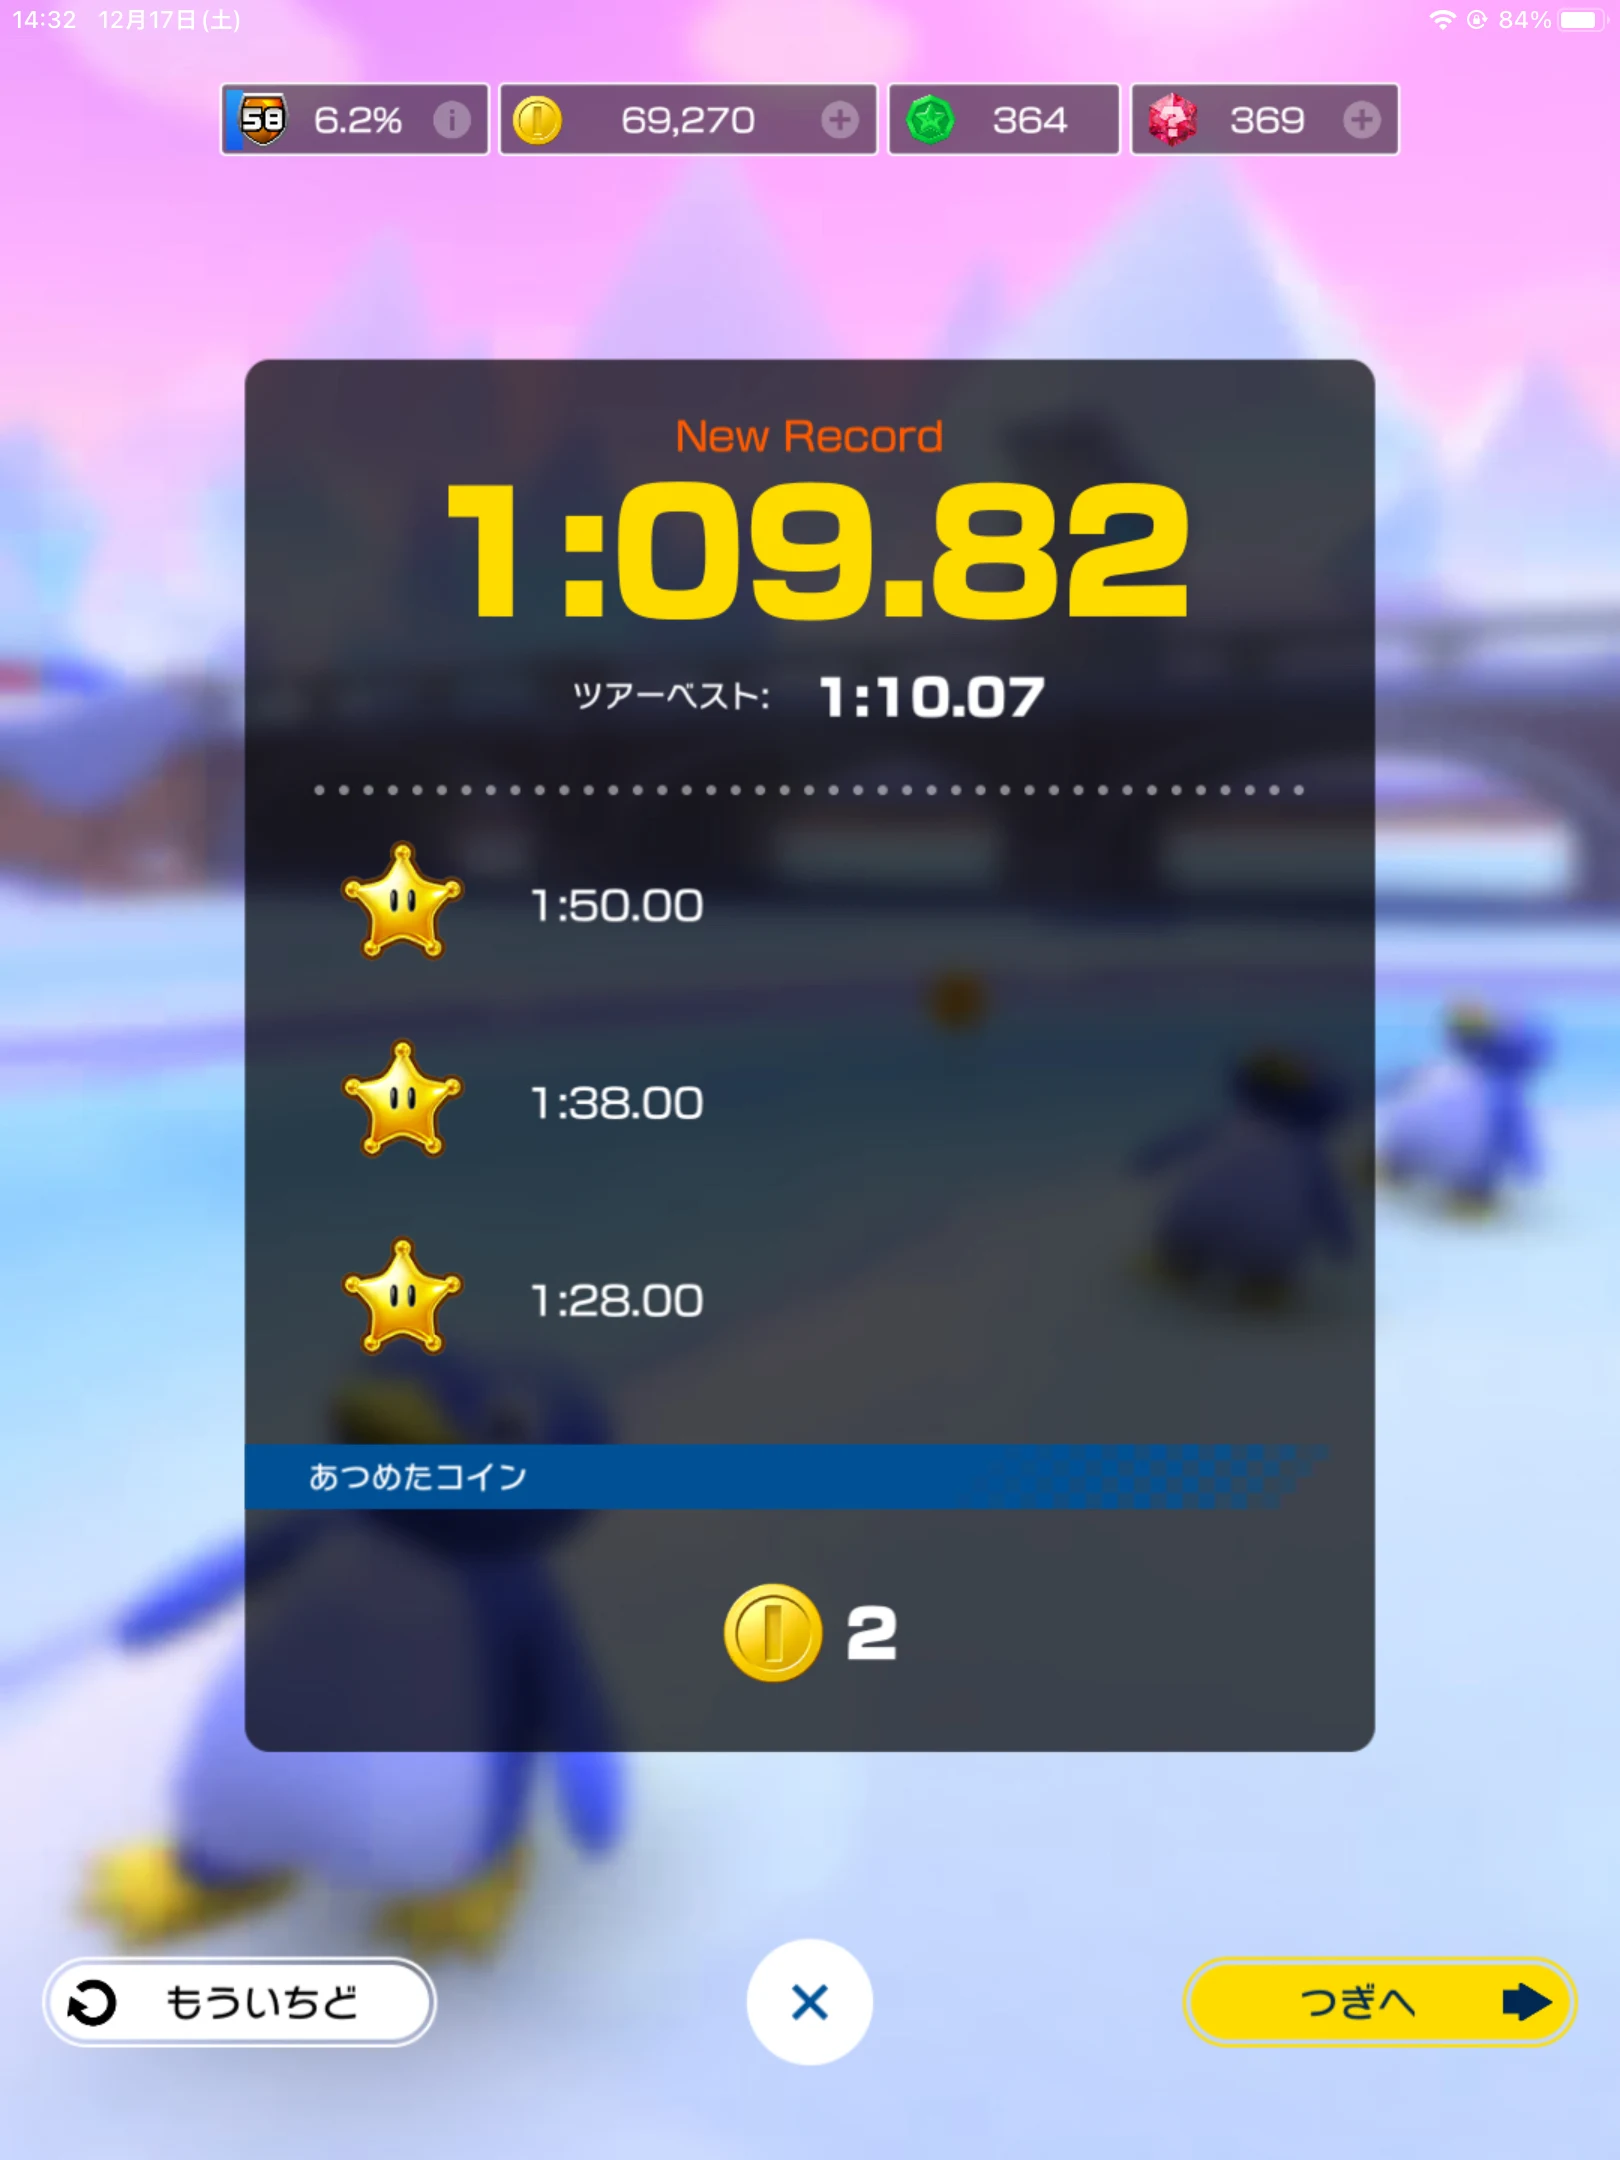 14:32 12月17日(土) 84%
58 6.2% i 69,270 + 364 ? 369 +
New Record
1:09.82
ツアーベスト: 1:10.07
1:50.00
1:38.00
1:28.00
あつめたコイン
2
もういちど × つぎへ